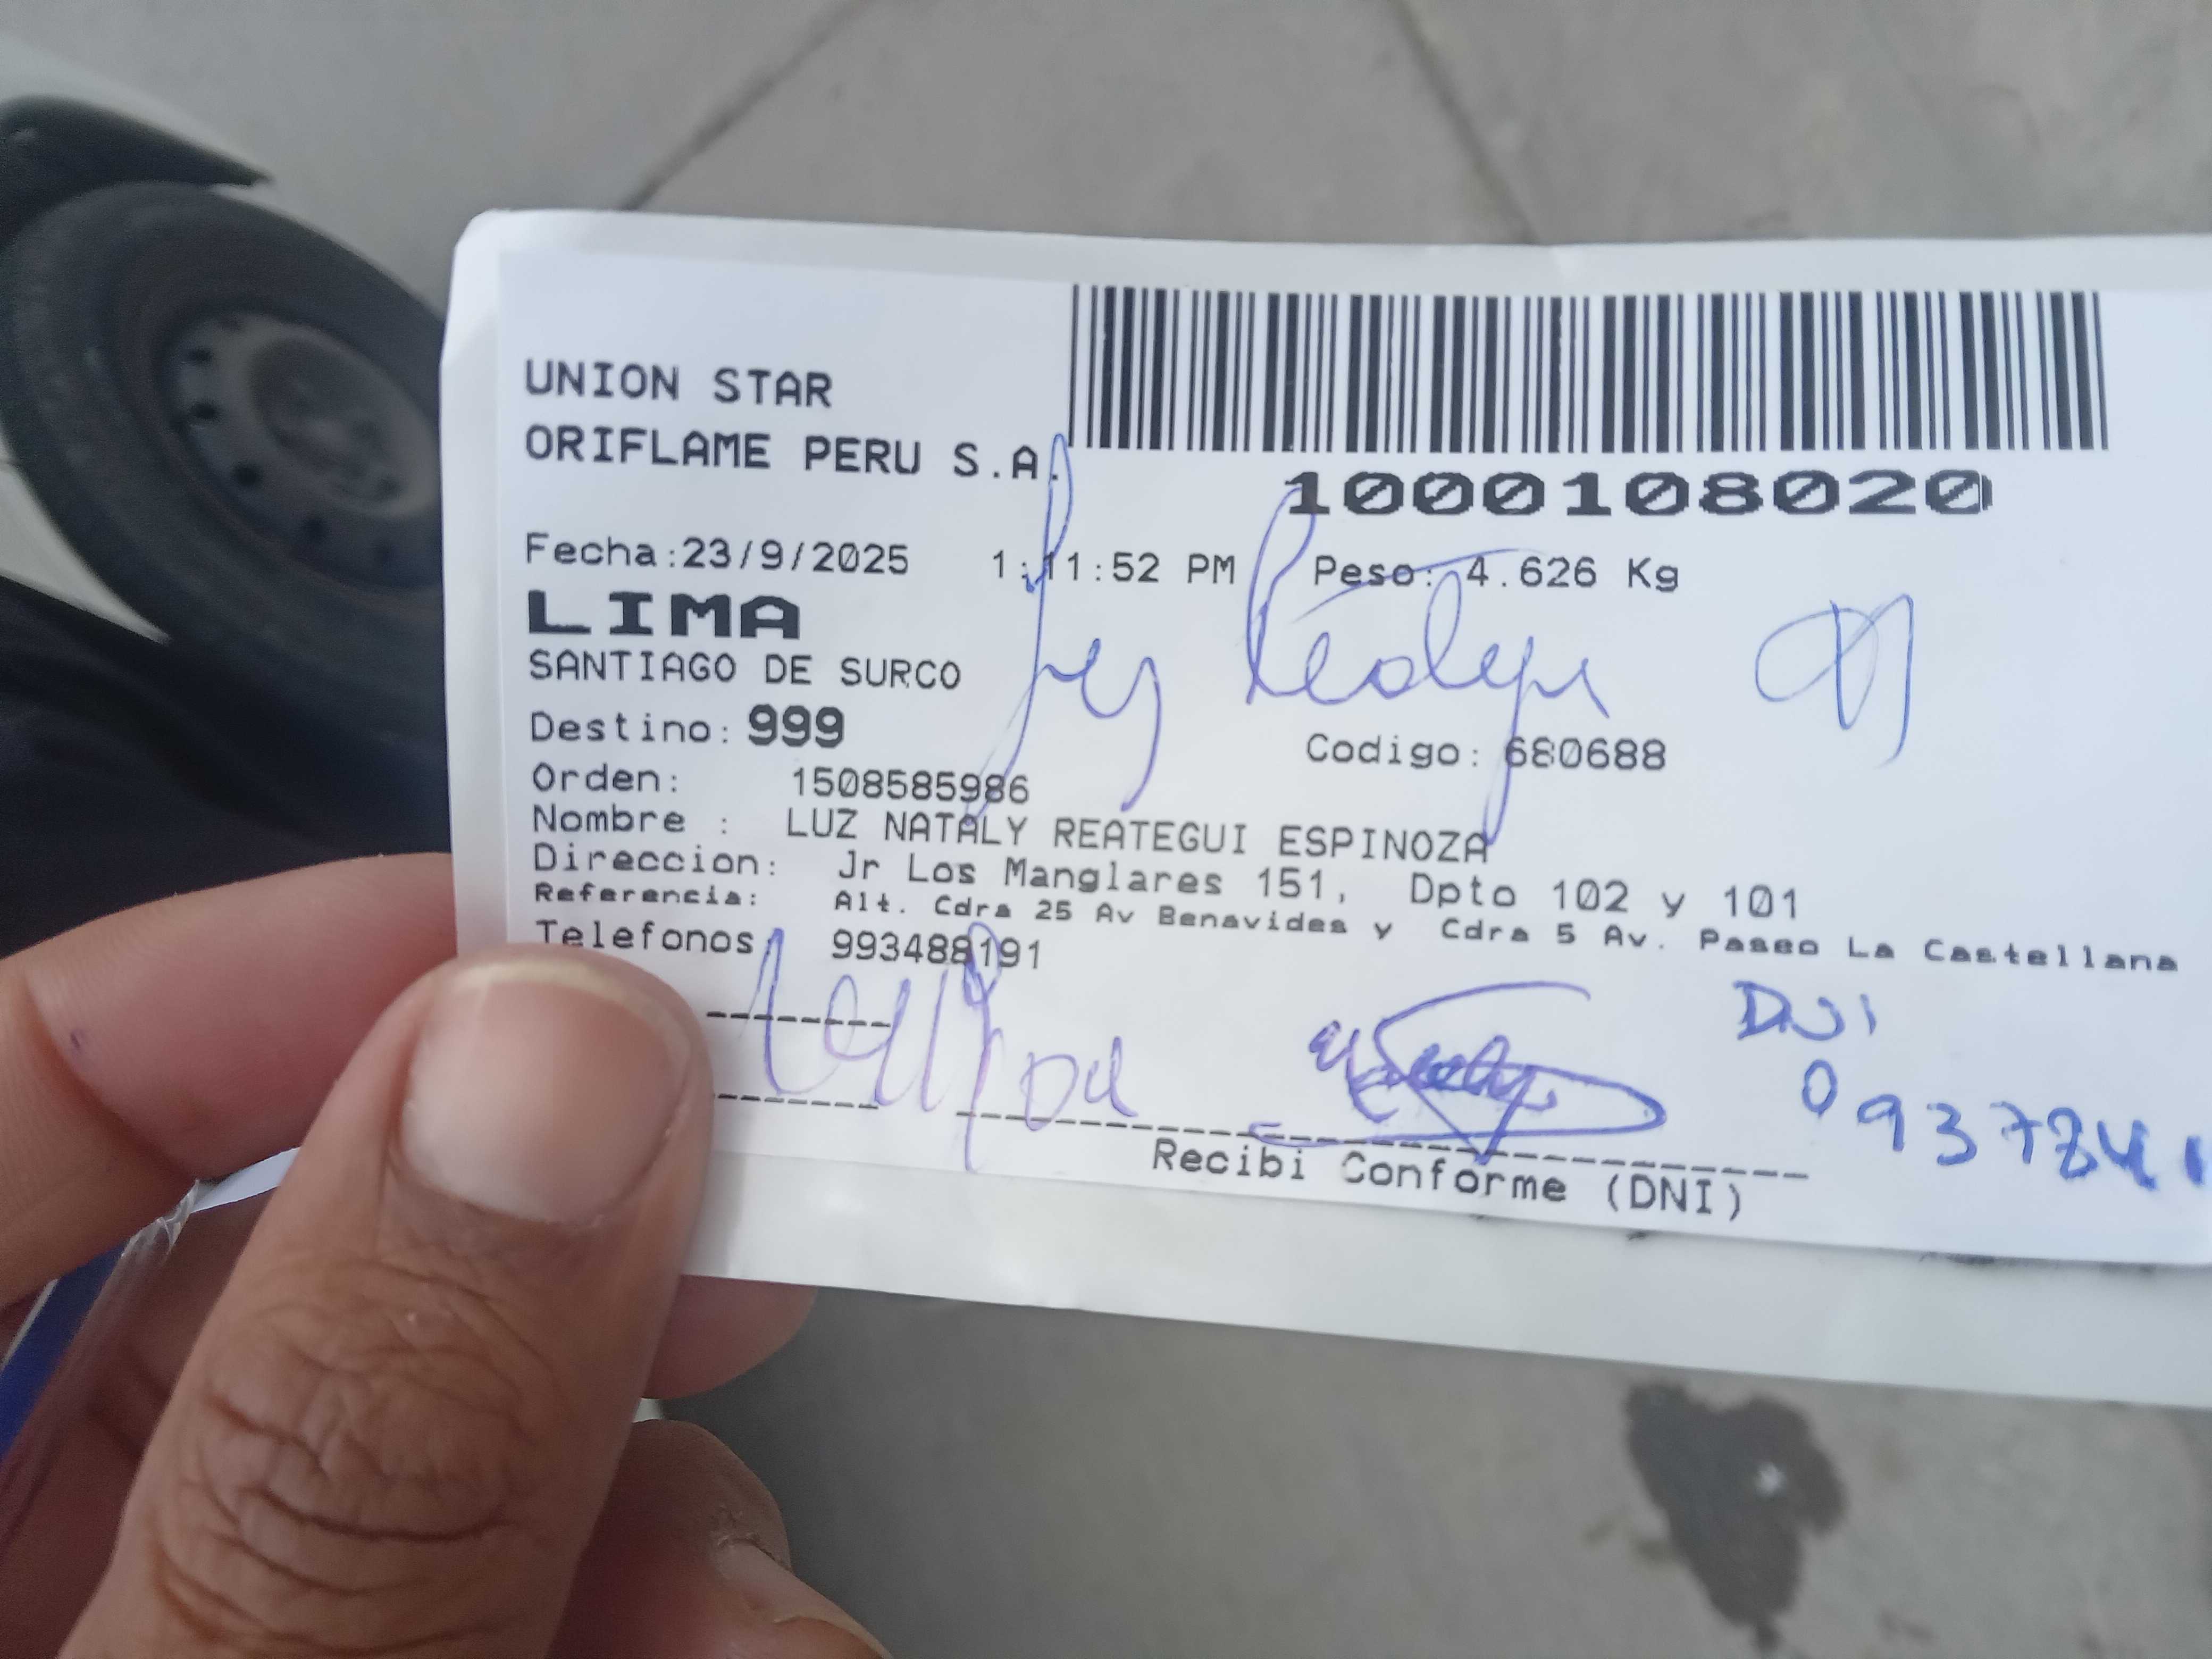 UNION STAR
ORIFLAME PERU S.A.
1000108020
Fecha:23/9/2025 1:11:52 PM Peso: 4.626 Kg
LIMA
SANTIAGO DE SURCO
Destino: 999 Codigo: 680688
Orden: 1508585986
Nombre : LUZ NATALY REATEGUI ESPINOZA
Direccion: Jr Los Manglares 151, Dpto 102 y 101
Referencia: Alt. Cdra 25 Av Benavides y Cdra 5 Av. Paseo La Castellana
Telefonos: 993488191
DNI
Recibi Conforme (DNI)